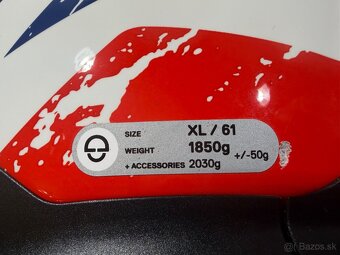 SIZE XL / 61
WEIGHT 1850g +/-50g
+ ACCESSORIES 2030g
Bazos.sk